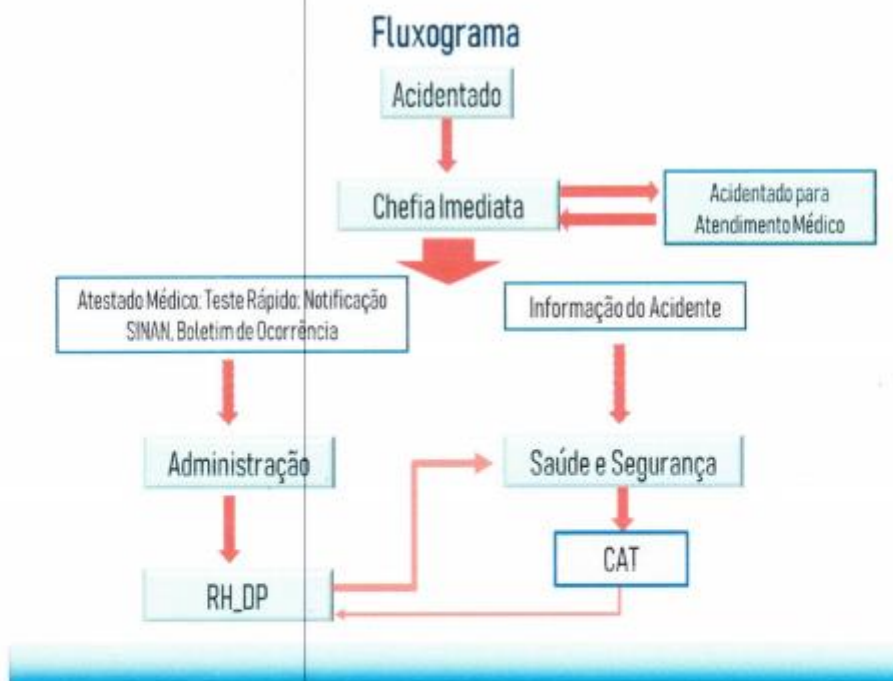 Fluxograma
Acidentado
Chefia Imediata
Acidentado para
Atendimento Médico
Atestado Médico; Teste Rápido; Notificação
SINAN, Boletim de Ocorrência
Informação do Acidente
Administração
Saúde e Segurança
CAT
RH_DP